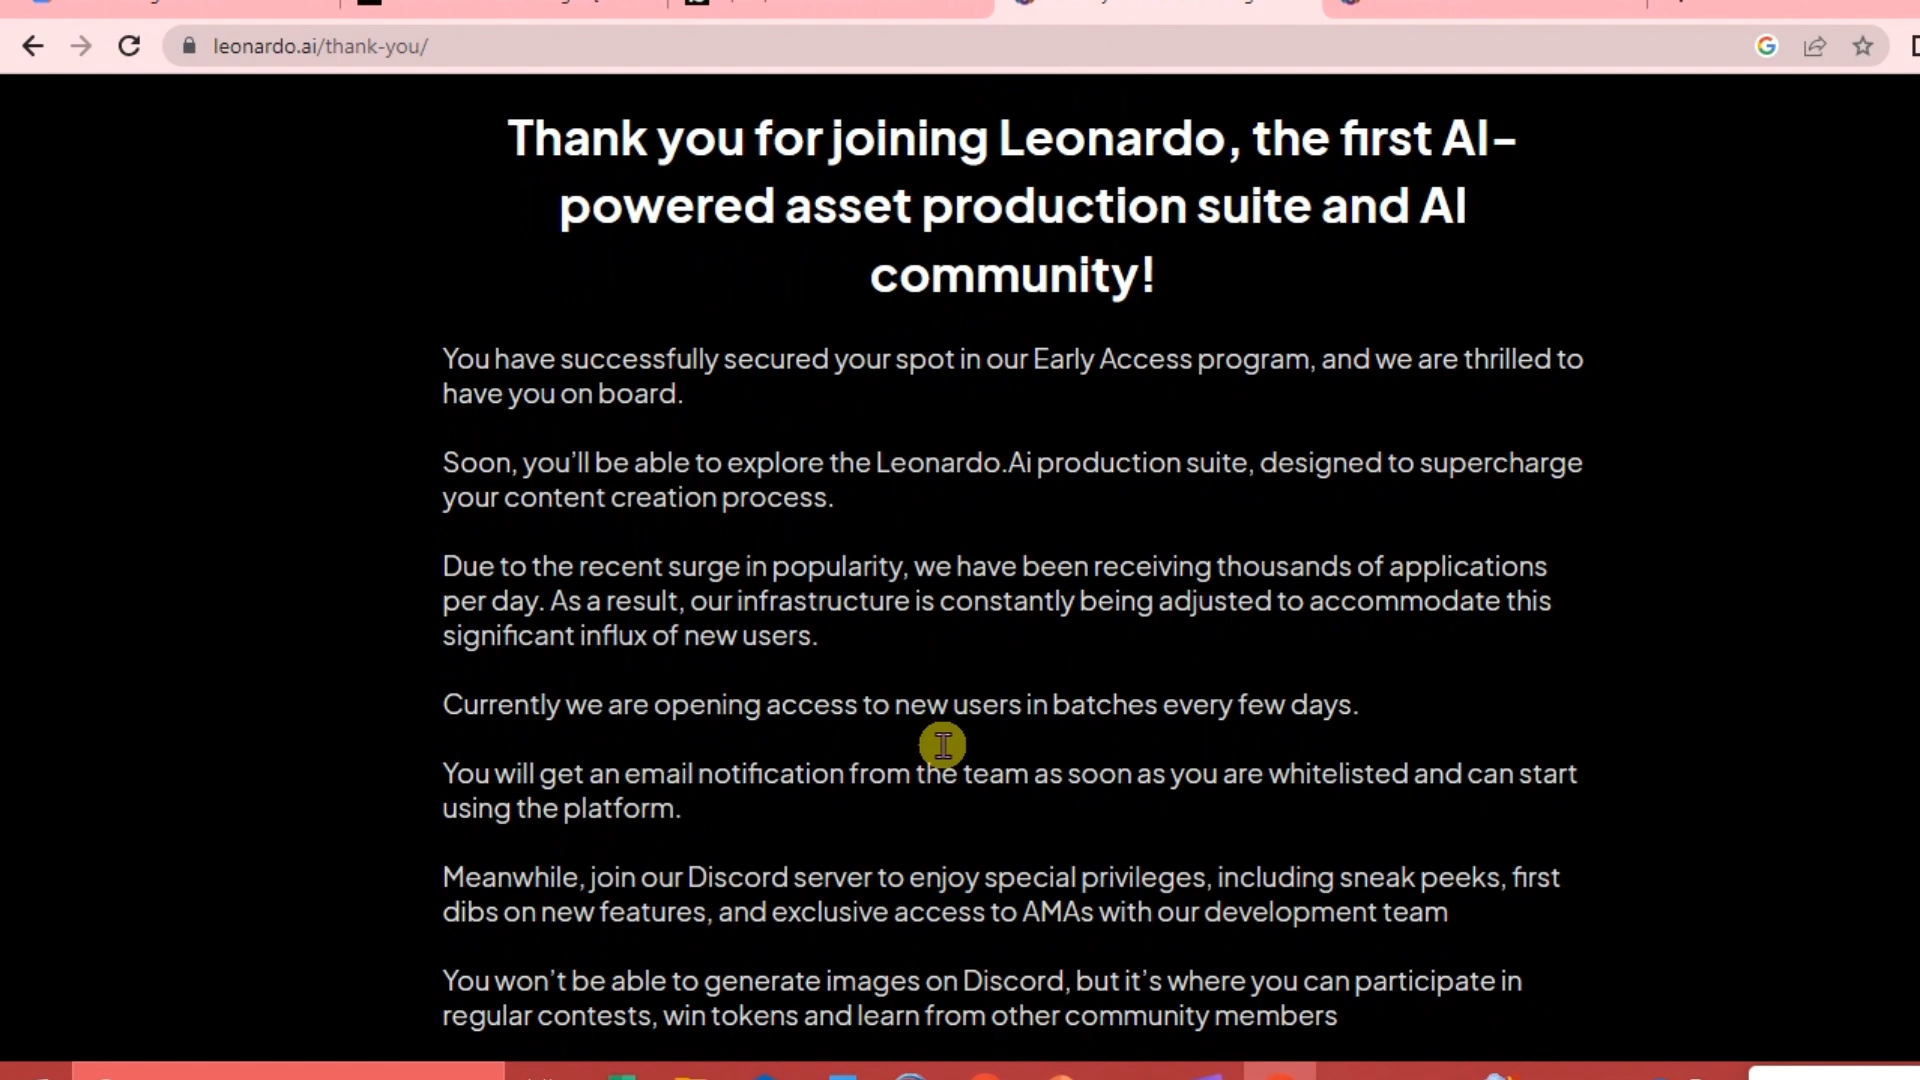 leonardo.ai/thank-you/
Thank you for joining Leonardo, the first AI-
powered asset production suite and AI
community!
You have successfully secured your spot in our Early Access program, and we are thrilled to
have you on board.
Soon, you’ll be able to explore the Leonardo.Ai production suite, designed to supercharge
your content creation process.
Due to the recent surge in popularity, we have been receiving thousands of applications
per day. As a result, our infrastructure is constantly being adjusted to accommodate this
significant influx of new users.
Currently we are opening access to new users in batches every few days.
You will get an email notification from the team as soon as you are whitelisted and can start
using the platform.
Meanwhile, join our Discord server to enjoy special privileges, including sneak peeks, first
dibs on new features, and exclusive access to AMAs with our development team
You won’t be able to generate images on Discord, but it’s where you can participate in
regular contests, win tokens and learn from other community members